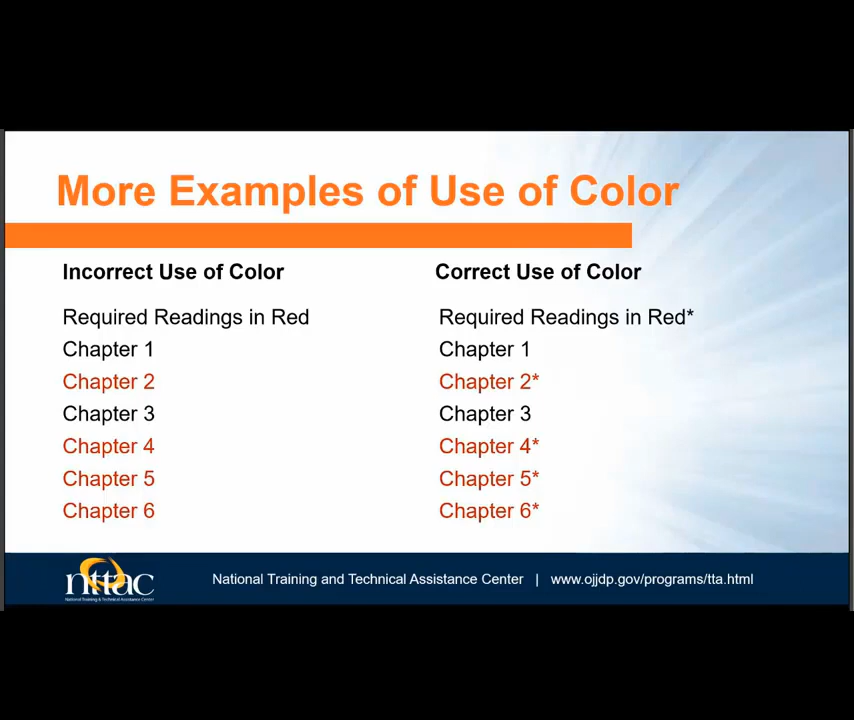 More Examples of Use of Color
Incorrect Use of Color
Required Readings in Red
Chapter 1
Chapter 2
Chapter 3
Chapter 4
Chapter 5
Chapter 6
Correct Use of Color
Required Readings in Red*
Chapter 1
Chapter 2*
Chapter 3
Chapter 4*
Chapter 5*
Chapter 6*
nttac
National Training & Technical Assistance Center
National Training and Technical Assistance Center | www.ojjdp.gov/programs/tta.html